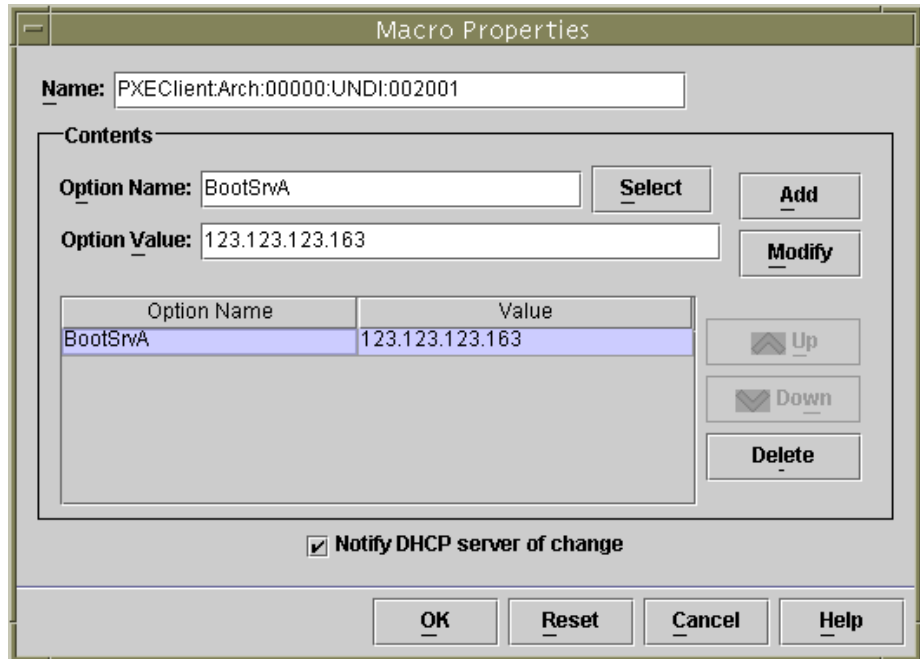 Macro Properties
Name: PXEClient:Arch:00000:UNDI:002001
Contents
Option Name: BootSrvA Select Add
Option Value: 123.123.123.163 Modify
Option Name Value
BootSrvA 123.123.123.163
Up
Down
Delete
Notify DHCP server of change
OK Reset Cancel Help